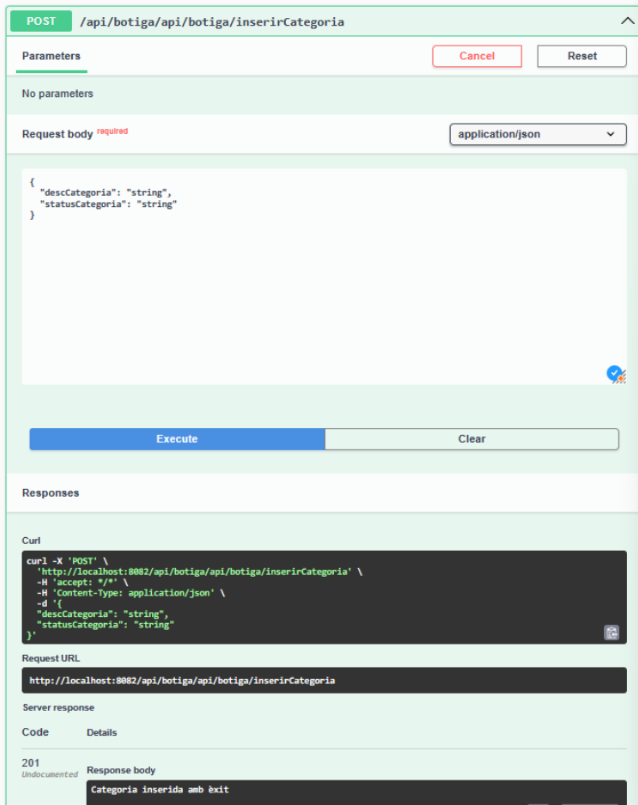 POST /api/botiga/api/botiga/inserirCategoria
Parameters
Cancel
Reset
No parameters
Request body required
application/json
{
"descCategoria": "string",
"statusCategoria": "string"
}
Execute
Clear
Responses
Curl
curl -X 'POST' \
'http://localhost:8082/api/botiga/api/botiga/inserirCategoria' \
-H 'accept: */*' \
-H 'Content-Type: application/json' \
-d '{
"descCategoria": "string",
"statusCategoria": "string"
}'
Request URL
http://localhost:8082/api/botiga/api/botiga/inserirCategoria
Server response
Code Details
201
Undocumented
Response body
Categoria inserida amb èxit